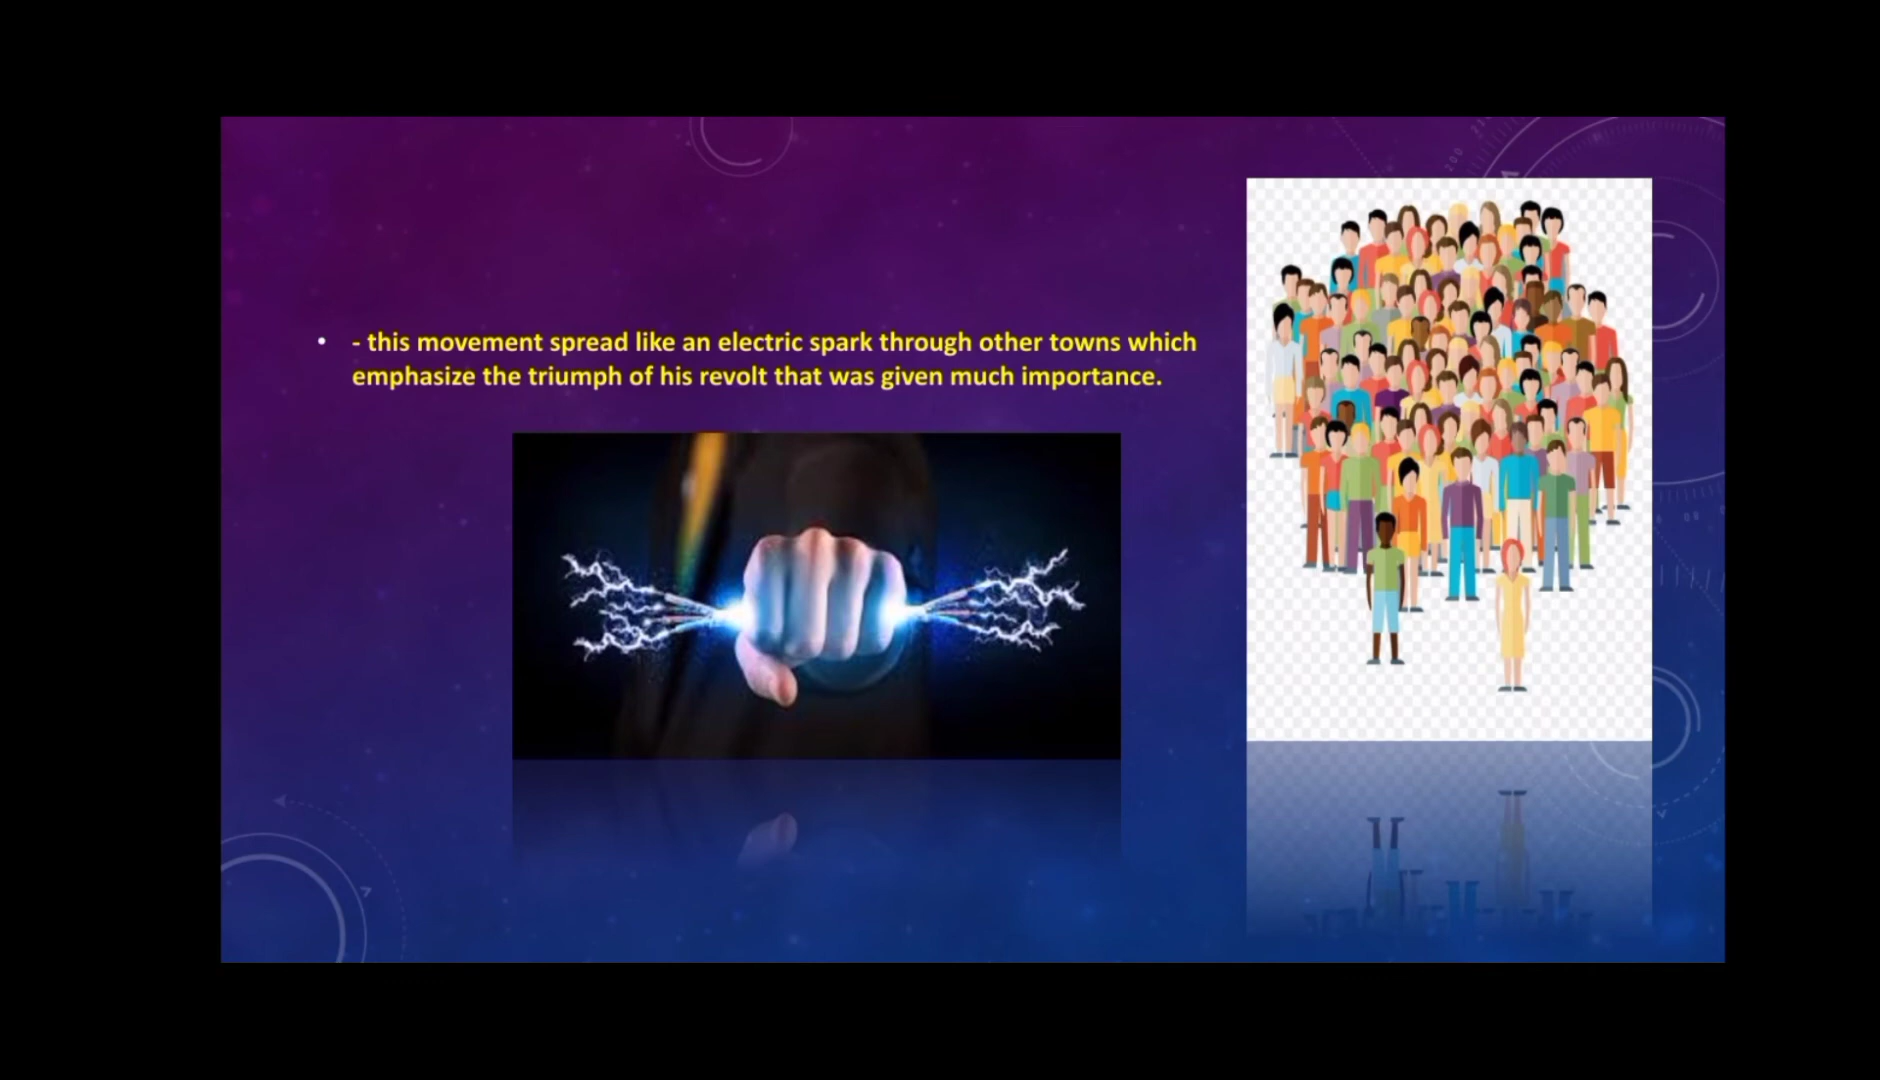 • - this movement spread like an electric spark through other towns which
emphasize the triumph of his revolt that was given much importance.